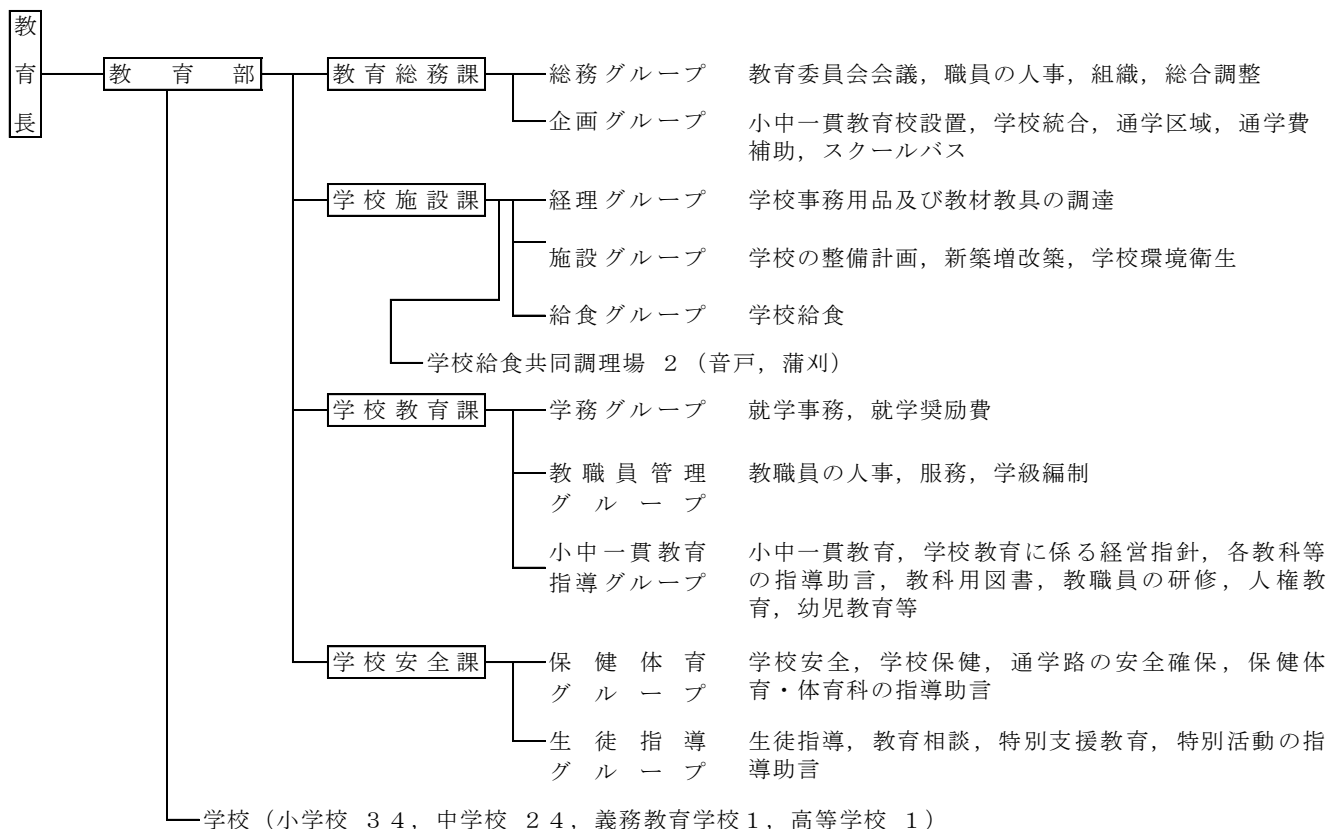 教育長
教育部
教育総務課
総務グループ 教育委員会会議，職員の人事，組織，総合調整
企画グループ 小中一貫教育校設置，学校統合，通学区域，通学費
補助，スクールバス
学校施設課
経理グループ 学校事務用品及び教材教具の調達
施設グループ 学校の整備計画，新築増改築，学校環境衛生
給食グループ 学校給食
学校給食共同調理場 ２（音戸，蒲刈）
学校教育課
学務グループ 就学事務，就学奨励費
教職員管理 教職員の人事，服務，学級編制
グループ
小中一貫教育 小中一貫教育，学校教育に係る経営指針，各教科等
指導グループ の指導助言，教科用図書，教職員の研修，人権教
育，幼児教育等
学校安全課
保健体育 学校安全，学校保健，通学路の安全確保，保健体
グループ 育・体育科の指導助言
生徒指導 生徒指導，教育相談，特別支援教育，特別活動の指
グループ 導助言
学校（小学校 ３４，中学校 ２４，義務教育学校１，高等学校 １）